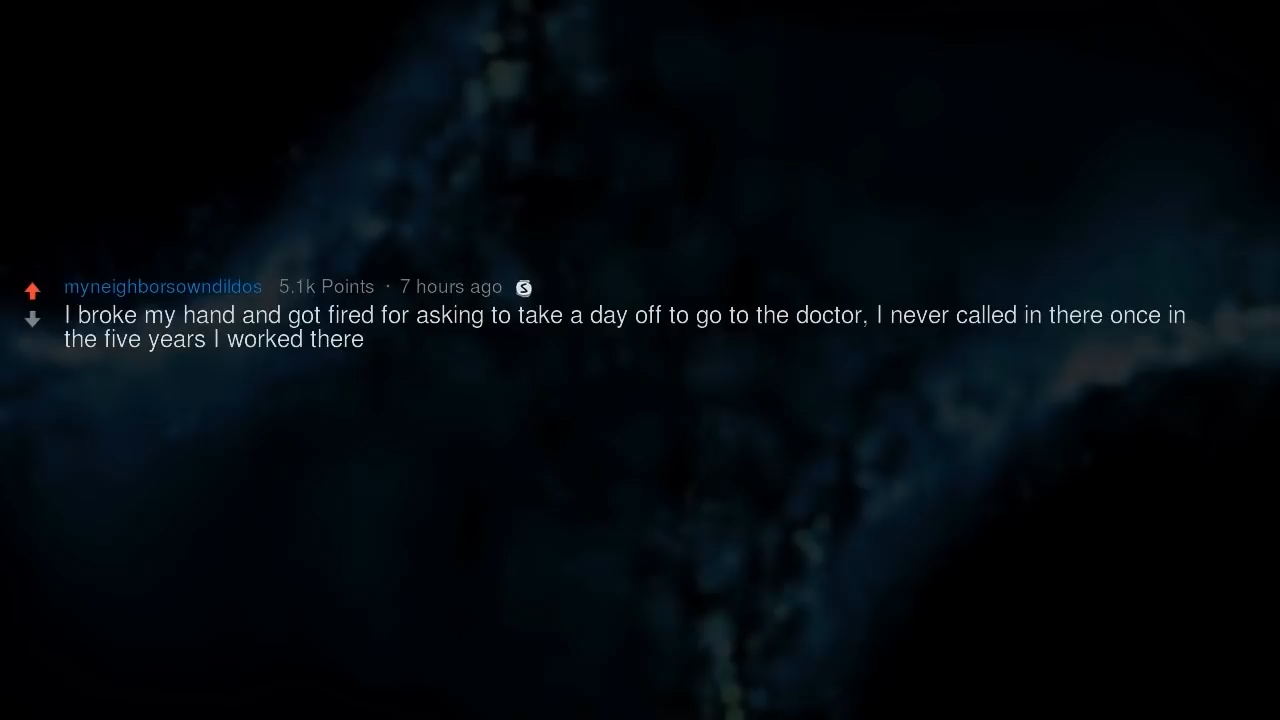 myneighborsowndildos 5.1k Points · 7 hours ago S
I broke my hand and got fired for asking to take a day off to go to the doctor, I never called in there once in
the five years I worked there